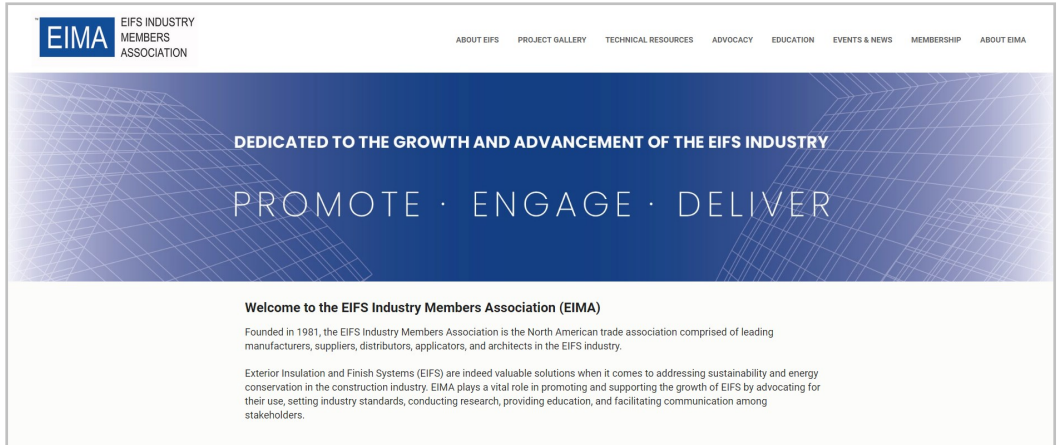 EIMA
EIFS INDUSTRY
MEMBERS
ASSOCIATION
ABOUT EIFS PROJECT GALLERY TECHNICAL RESOURCES ADVOCACY EDUCATION EVENTS & NEWS MEMBERSHIP ABOUT EIMA
DEDICATED TO THE GROWTH AND ADVANCEMENT OF THE EIFS INDUSTRY
PROMOTE · ENGAGE · DELIVER
Welcome to the EIFS Industry Members Association (EIMA)
Founded in 1981, the EIFS Industry Members Association is the North American trade association comprised of leading
manufacturers, suppliers, distributors, applicators, and architects in the EIFS industry.
Exterior Insulation and Finish Systems (EIFS) are indeed valuable solutions when it comes to addressing sustainability and energy
conservation in the construction industry. EIMA plays a vital role in promoting and supporting the growth of EIFS by advocating for
their use, setting industry standards, conducting research, providing education, and facilitating communication among
stakeholders.